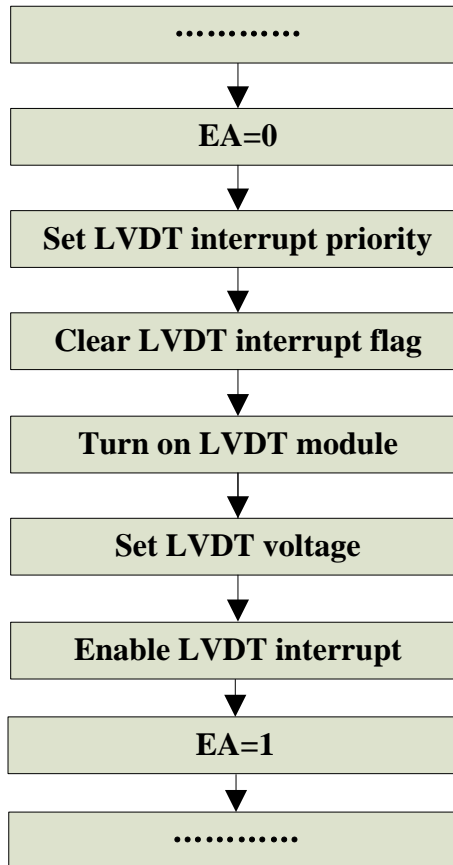 ............
EA=0
Set LVDT interrupt priority
Clear LVDT interrupt flag
Turn on LVDT module
Set LVDT voltage
Enable LVDT interrupt
EA=1
............